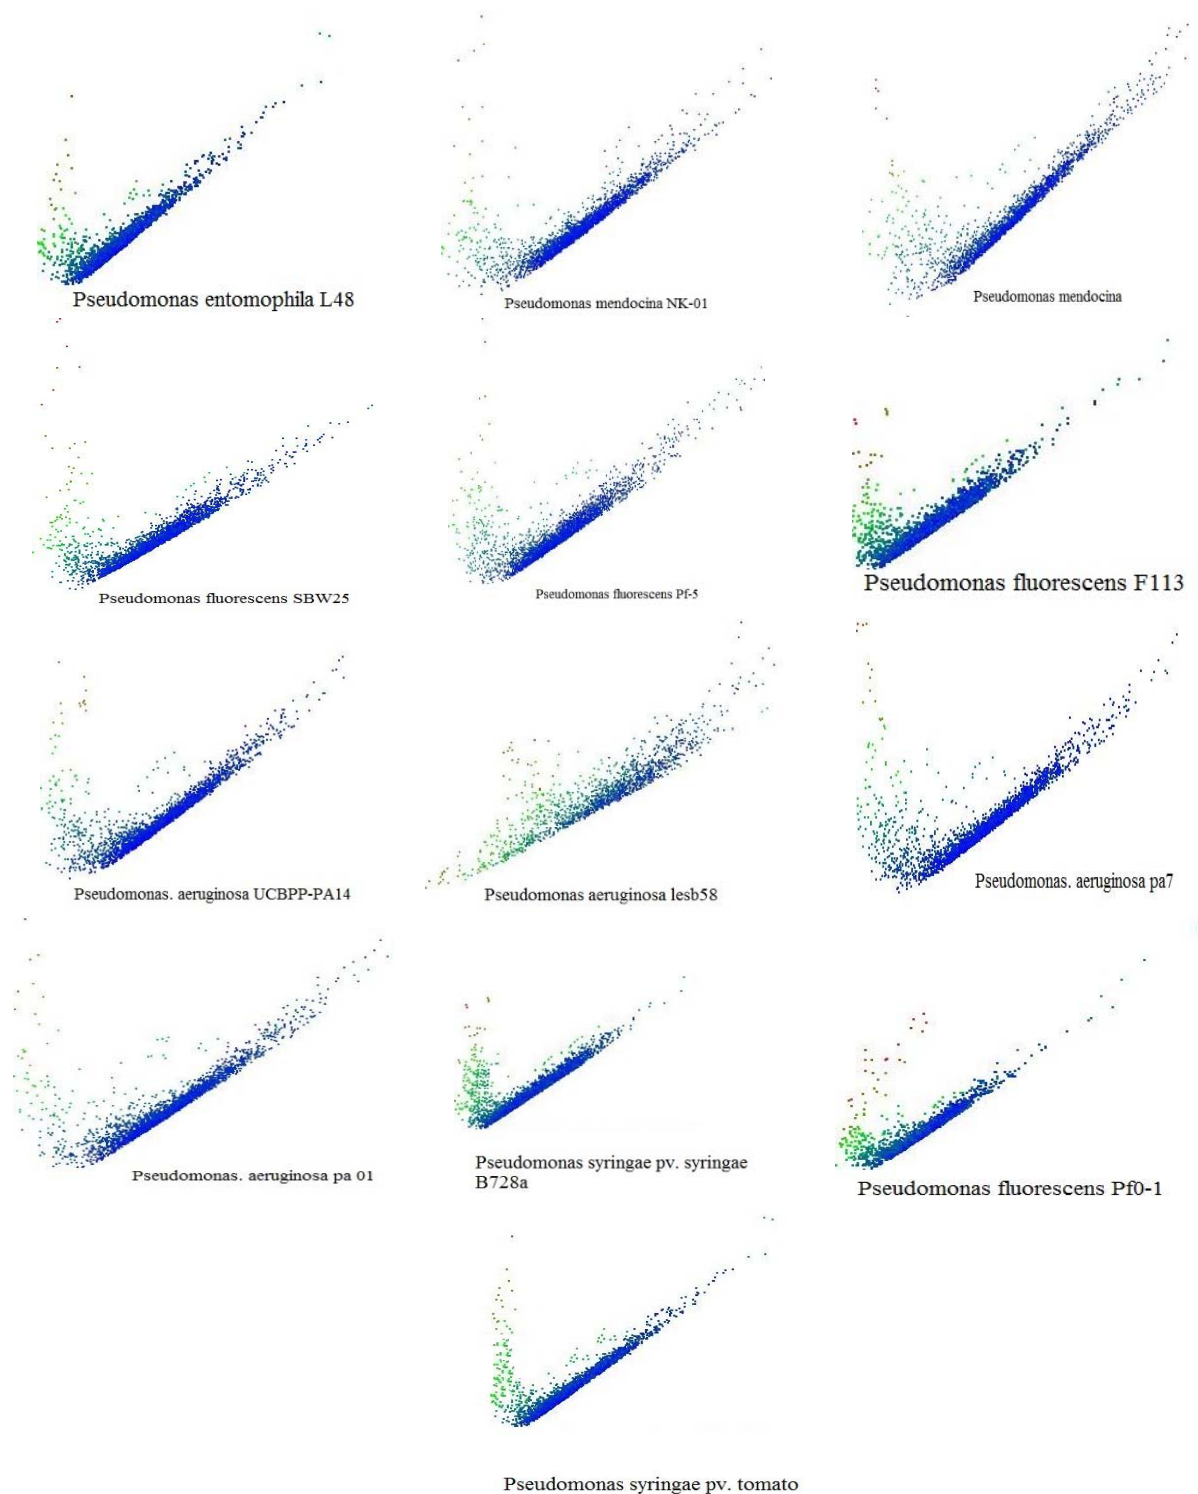 Pseudomonas entomophila L48
Pseudomonas mendocina NK-01
Pseudomonas mendocina
Pseudomonas fluorescens SBW25
Pseudomonas fluorescens Pf-5
Pseudomonas fluorescens F113
Pseudomonas. aeruginosa UCBPP-PA14
Pseudomonas aeruginosa lesb58
Pseudomonas. aeruginosa pa7
Pseudomonas. aeruginosa pa 01
Pseudomonas syringae pv. syringae
B728a
Pseudomonas fluorescens Pf0-1
Pseudomonas syringae pv. tomato